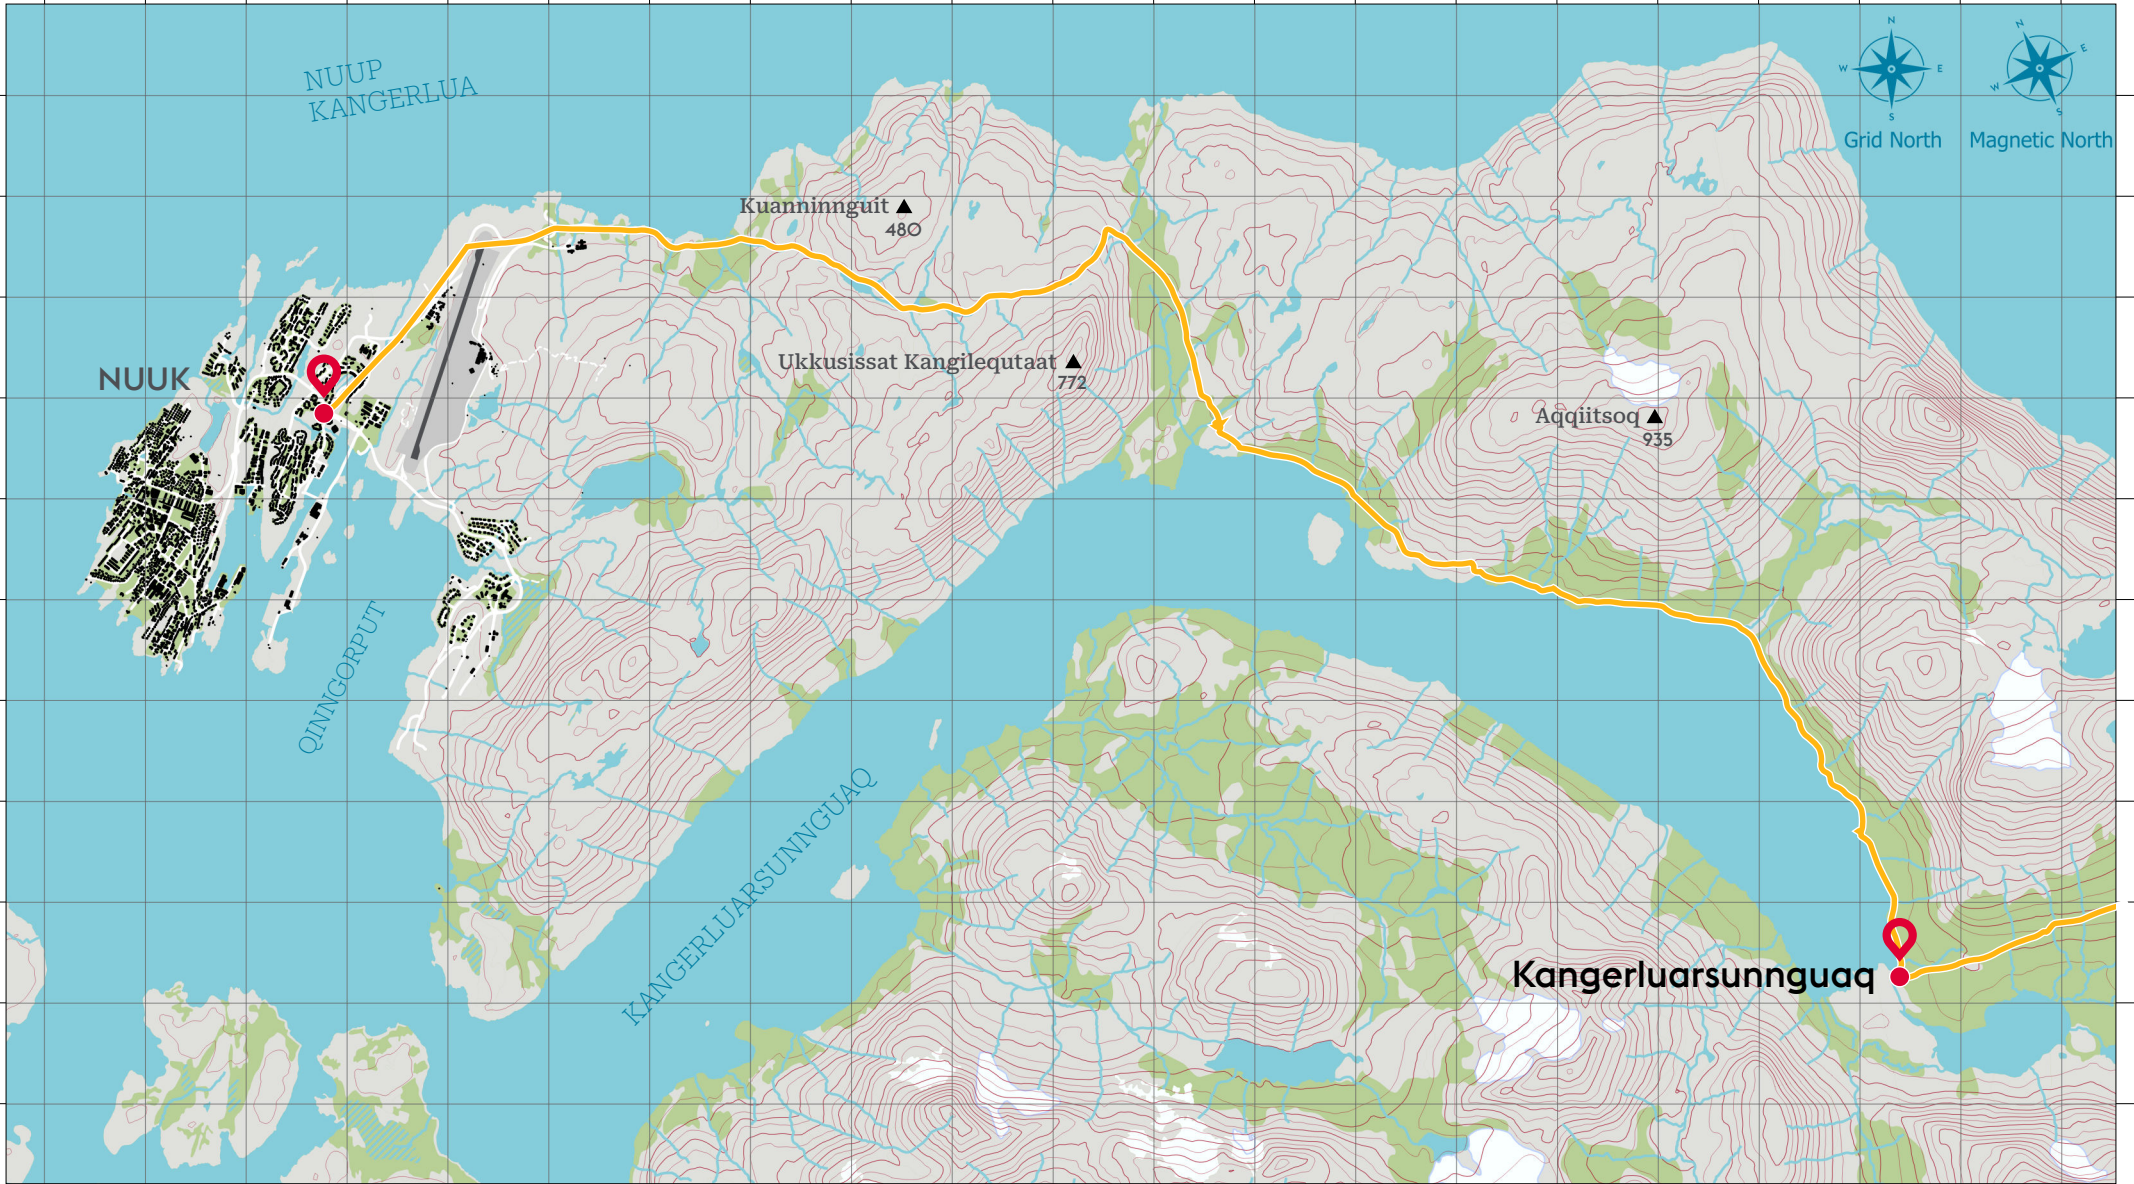 NUUP
KANGERLUA
N
W
E
S
Grid North
N
E
W
S
Magnetic North
Kuanninnguit
480
Ukkusissat Kangilequtaat
772
NUUK
Aqqiitsoq
935
QINNGORPUT
KANGERLUARSUNNGUAQ
Kangerluarsunnguaq